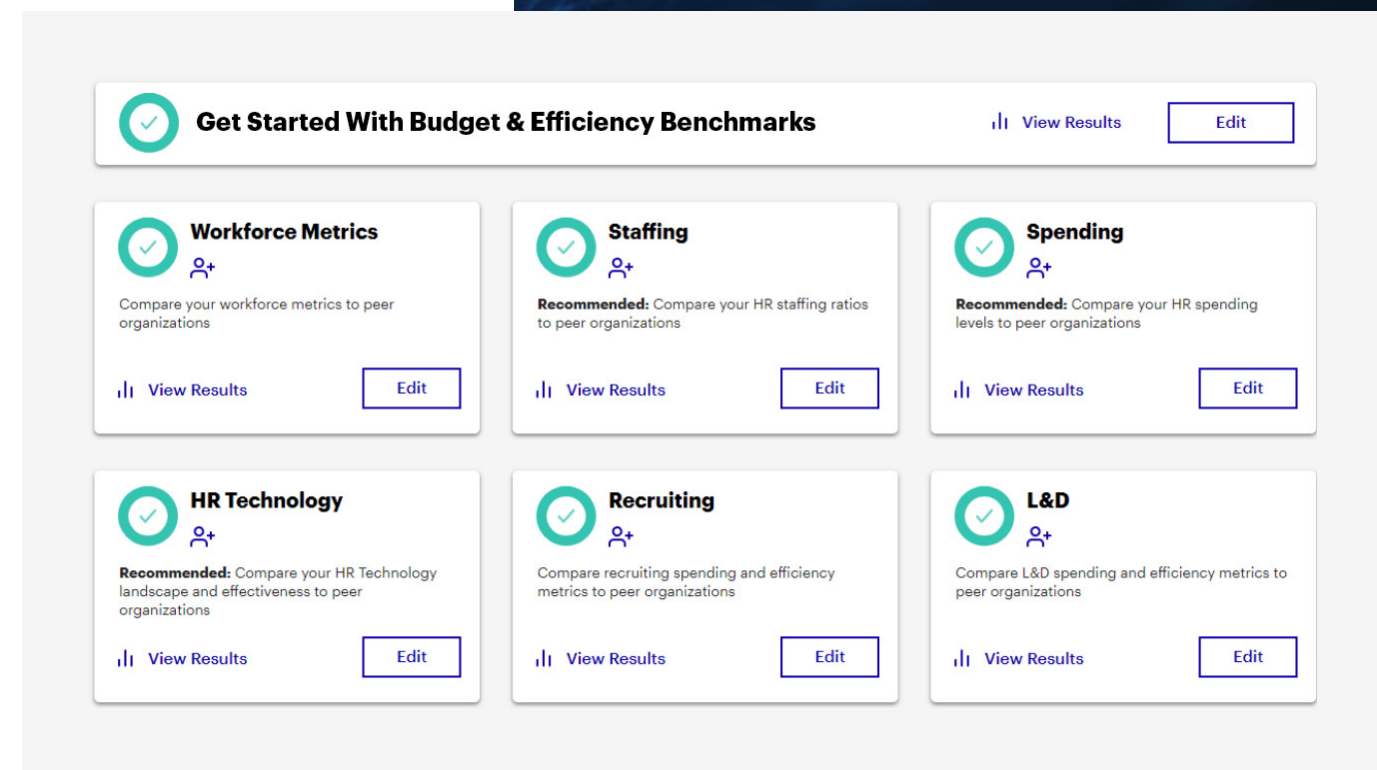 Get Started With Budget & Efficiency Benchmarks
View Results
Edit
Workforce Metrics
Compare your workforce metrics to peer
organizations
View Results
Edit
Staffing
Recommended: Compare your HR staffing ratios
to peer organizations
View Results
Edit
Spending
Recommended: Compare your HR spending
levels to peer organizations
View Results
Edit
HR Technology
Recommended: Compare your HR Technology
landscape and effectiveness to peer
organizations
View Results
Edit
Recruiting
Compare recruiting spending and efficiency
metrics to peer organizations
View Results
Edit
L&D
Compare L&D spending and efficiency metrics to
peer organizations
View Results
Edit